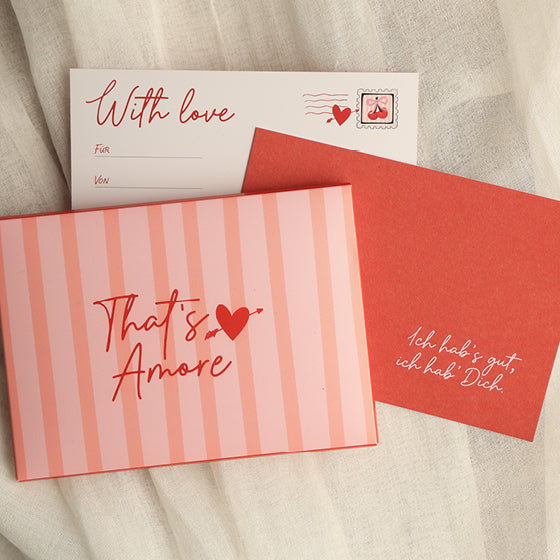 With love
FÜR
VON
That's
Amore
Ich hab's gut,
ich hab' Dich.